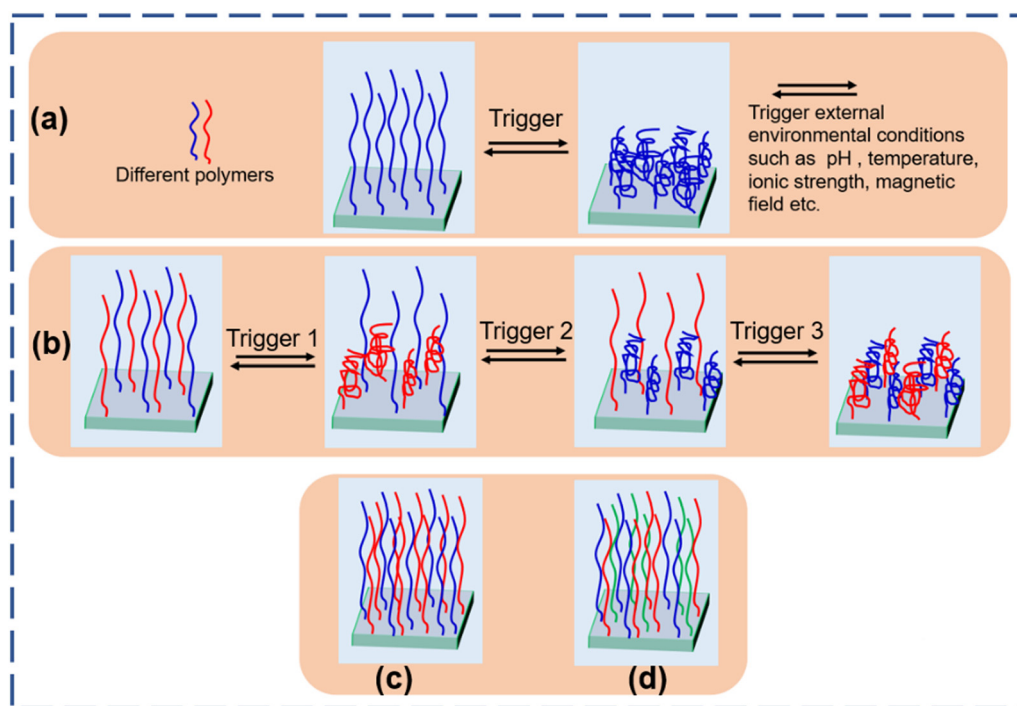 (a)
Different polymers
Trigger
Trigger external
environmental conditions
such as pH , temperature,
ionic strength, magnetic
field etc.
(b)
Trigger 1
Trigger 2
Trigger 3
(c)
(d)